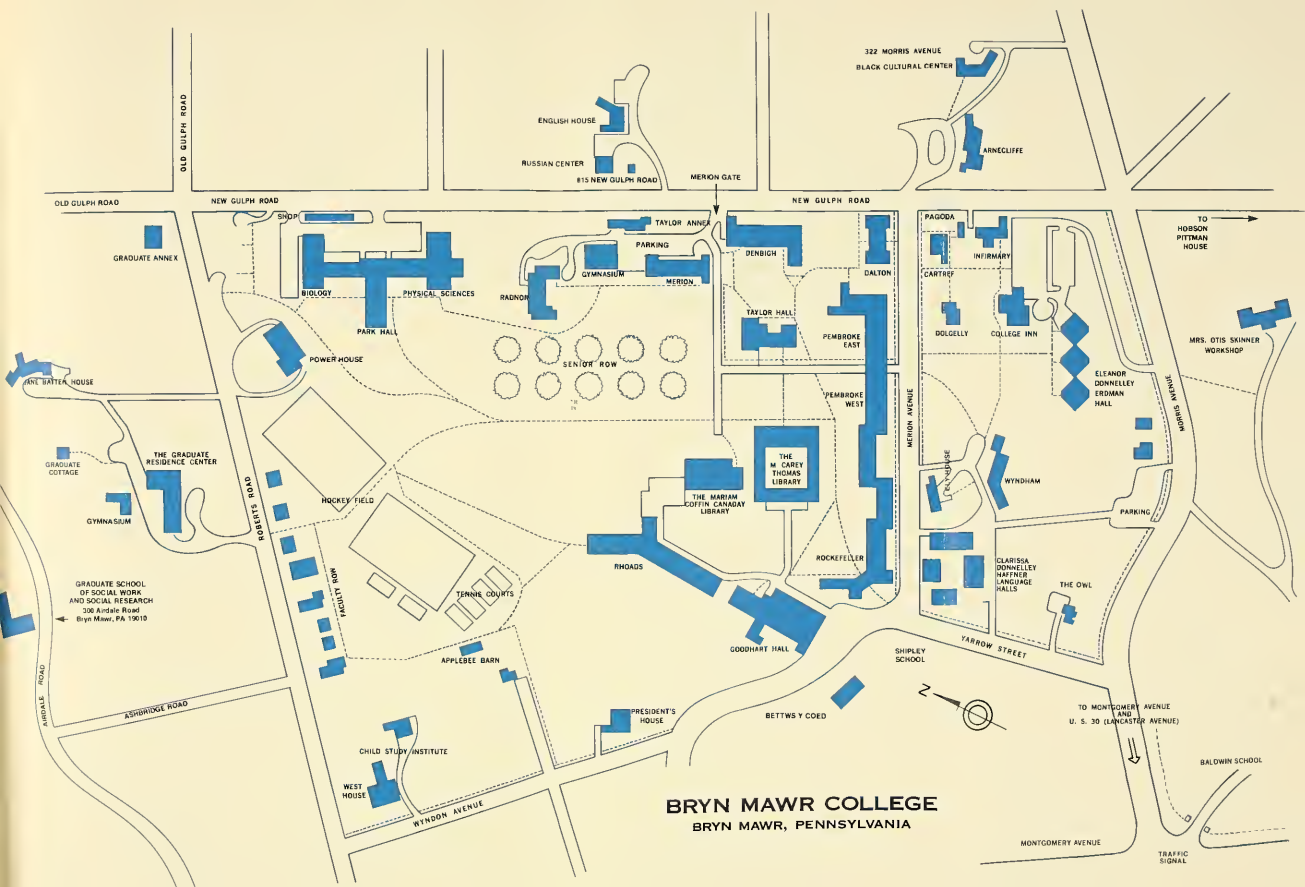 322 MORRIS AVENUE
BLACK CULTURAL CENTER
OLD GULPH ROAD
ENGLISH HOUSE
ARNECLIFFE
RUSSIAN CENTER
815 NEW GULPH ROAD
MERION GATE
OLD GULPH ROAD
NEW GULPH ROAD
NEW GULPH ROAD
SHOP
TAYLOR ANNEX
PAGODA
TO
HOBSON
PITTMAN
HOUSE
GRADUATE ANNEX
PARKING
DENBIGH
INFIRMARY
GYMNASIUM
MERION
DALTON
CARTREF
BIOLOGY
PHYSICAL SCIENCES
RADNOR
PARK HALL
TAYLOR HALL
PEMBROKE
EAST
DOLGELLY
COLLEGE INN
MRS. OTIS SKINNER
WORKSHOP
POWER HOUSE
SENIOR ROW
JANE BATTER HOUSE
ELEANOR
DONNELLEY
ERDMAN
HALL
PEMBROKE
WEST
MERION AVENUE
MORRIS AVENUE
GRADUATE
COTTAGE
THE GRADUATE
RESIDENCE CENTER
THE
M CAREY
THOMAS
LIBRARY
ELY HOUSE
WYNDHAM
GYMNASIUM
ROBERTS ROAD
HOCKEY FIELD
THE MARIAM
COFFIN CANADAY
LIBRARY
PARKING
RHOADS
ROCKEFELLER
CLARISSA
DONNELLEY
HAFFNER
LANGUAGE
HALLS
THE OWL
GRADUATE SCHOOL
OF SOCIAL WORK
AND SOCIAL RESEARCH
300 Airdale Road
Bryn Mawr, PA 19010
FACULTY ROW
TENNIS COURTS
GOODHART HALL
YARROW STREET
SHIPLEY
SCHOOL
APPLEBEE BARN
AIRDALE ROAD
ASHBRIDGE ROAD
N
PRESIDENT'S
HOUSE
BETTWS Y COED
TO MONTGOMERY AVENUE
AND
U. S. 30 (LANCASTER AVENUE)
CHILD STUDY INSTITUTE
WEST
HOUSE
WYNDON AVENUE
BALDWIN SCHOOL
BRYN MAWR COLLEGE
BRYN MAWR, PENNSYLVANIA
MONTGOMERY AVENUE
TRAFFIC
SIGNAL